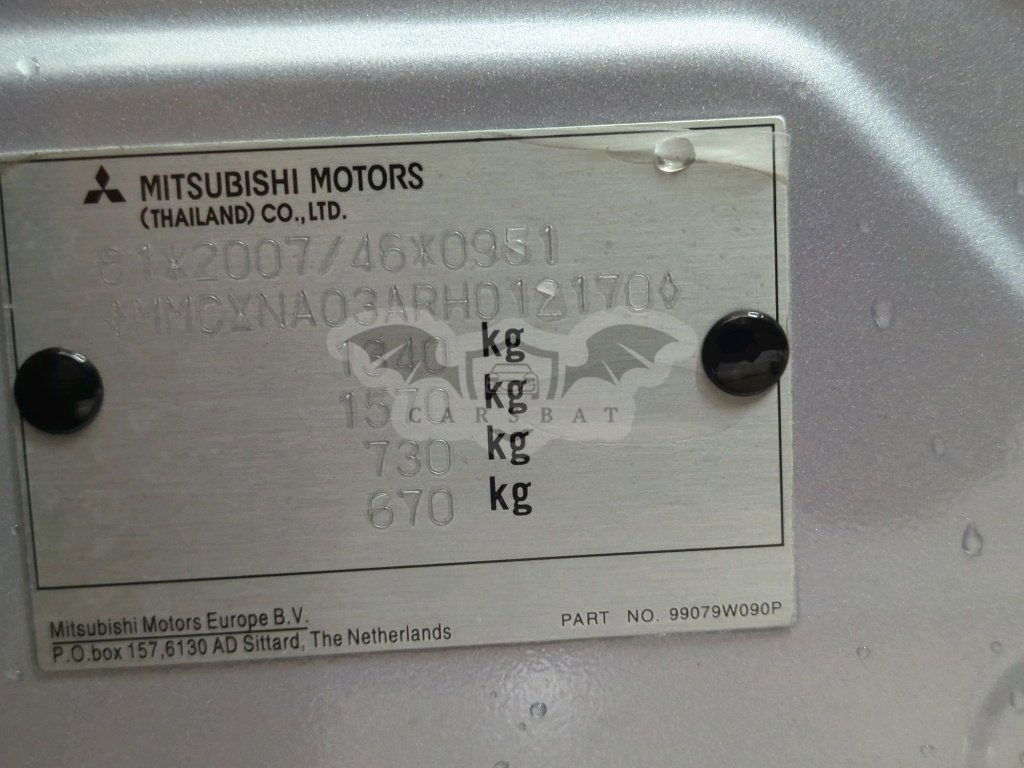 MITSUBISHI MOTORS
(THAILAND) CO.,LTD.
e1*2007/46*0951
◊MMCXNA03ARH012170◊
1340 kg
1570 kg
730 kg
670 kg
CARSBAT
Mitsubishi Motors Europe B.V.
P.O.box 157,6130 AD Sittard, The Netherlands
PART NO. 99079W090P